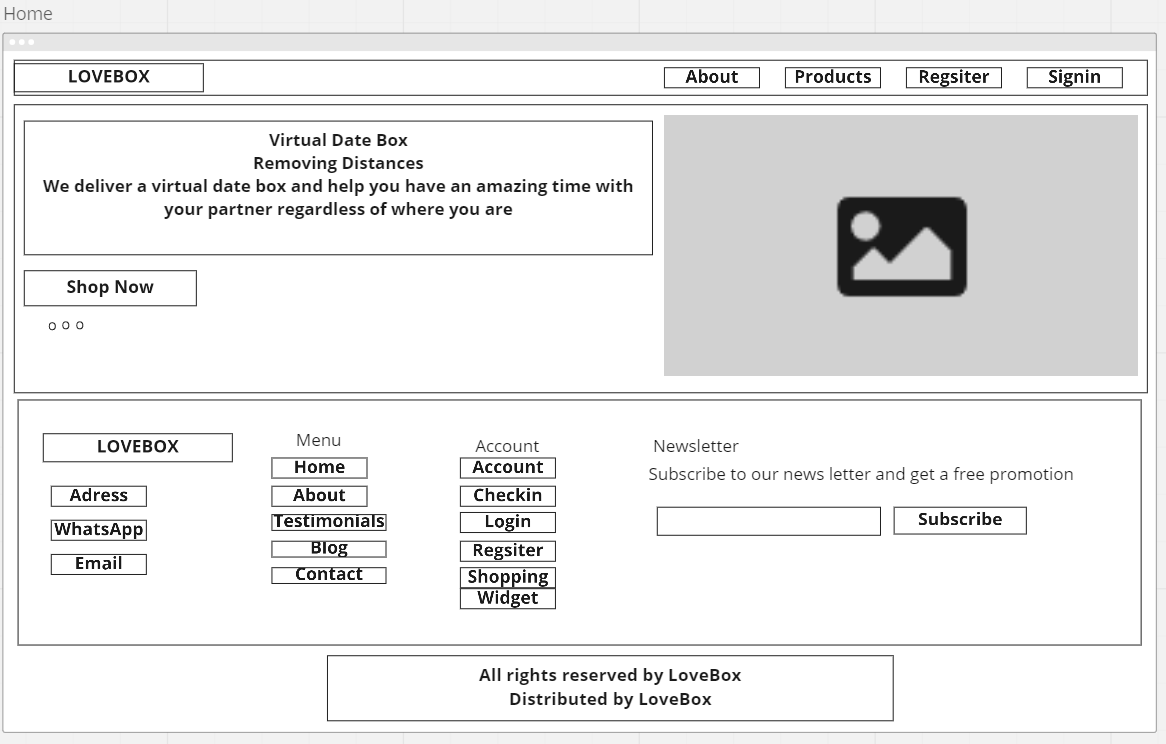 Home
LOVEBOX
About
Products
Regsiter
Signin
Virtual Date Box
Removing Distances
We deliver a virtual date box and help you have an amazing time with
your partner regardless of where you are
Shop Now
o o o
LOVEBOX
Adress
WhatsApp
Email
Menu
Home
About
Testimonials
Blog
Contact
Account
Account
Checkin
Login
Regsiter
Shopping
Widget
Newsletter
Subscribe to our news letter and get a free promotion
Subscribe
All rights reserved by LoveBox
Distributed by LoveBox